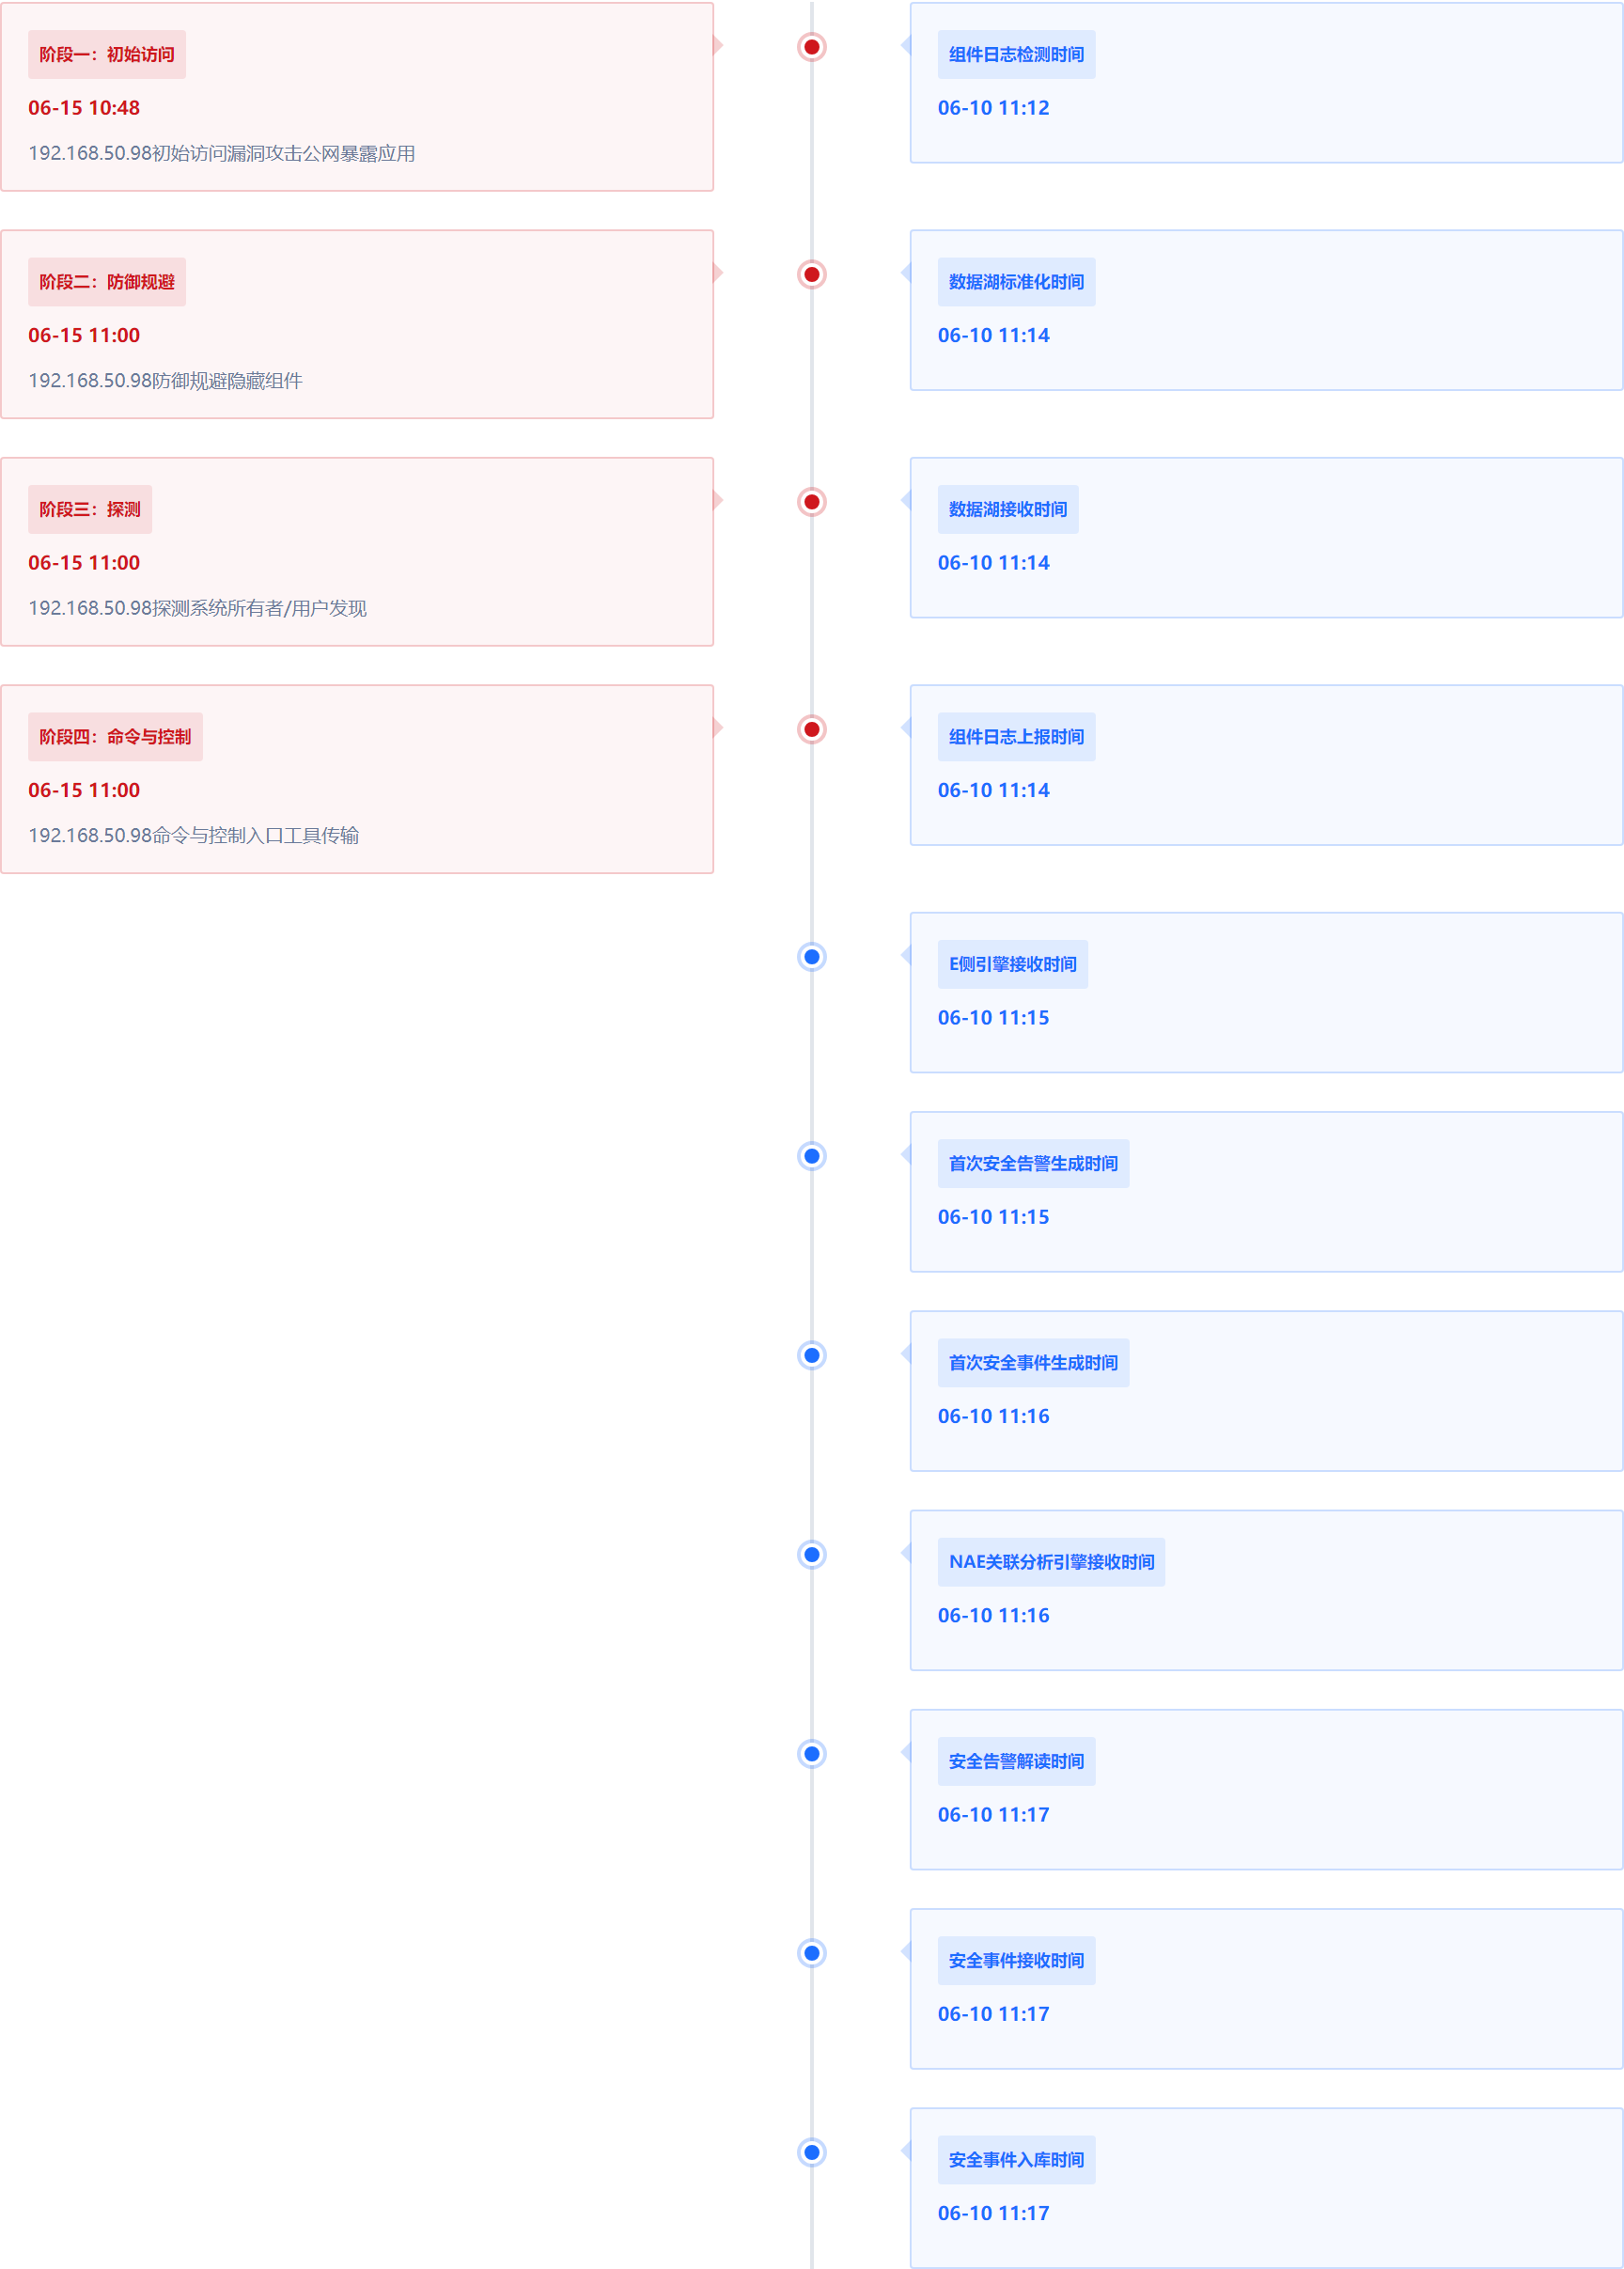 阶段一：初始访问
06-15 10:48
192.168.50.98初始访问漏洞攻击公网暴露应用
组件日志检测时间
06-10 11:12
阶段二：防御规避
06-15 11:00
192.168.50.98防御规避隐藏组件
数据湖标准化时间
06-10 11:14
阶段三：探测
06-15 11:00
192.168.50.98探测系统所有者/用户发现
数据湖接收时间
06-10 11:14
阶段四：命令与控制
06-15 11:00
192.168.50.98命令与控制入口工具传输
组件日志上报时间
06-10 11:14
E侧引擎接收时间
06-10 11:15
首次安全告警生成时间
06-10 11:15
首次安全事件生成时间
06-10 11:16
NAE关联分析引擎接收时间
06-10 11:16
安全告警解读时间
06-10 11:17
安全事件接收时间
06-10 11:17
安全事件入库时间
06-10 11:17